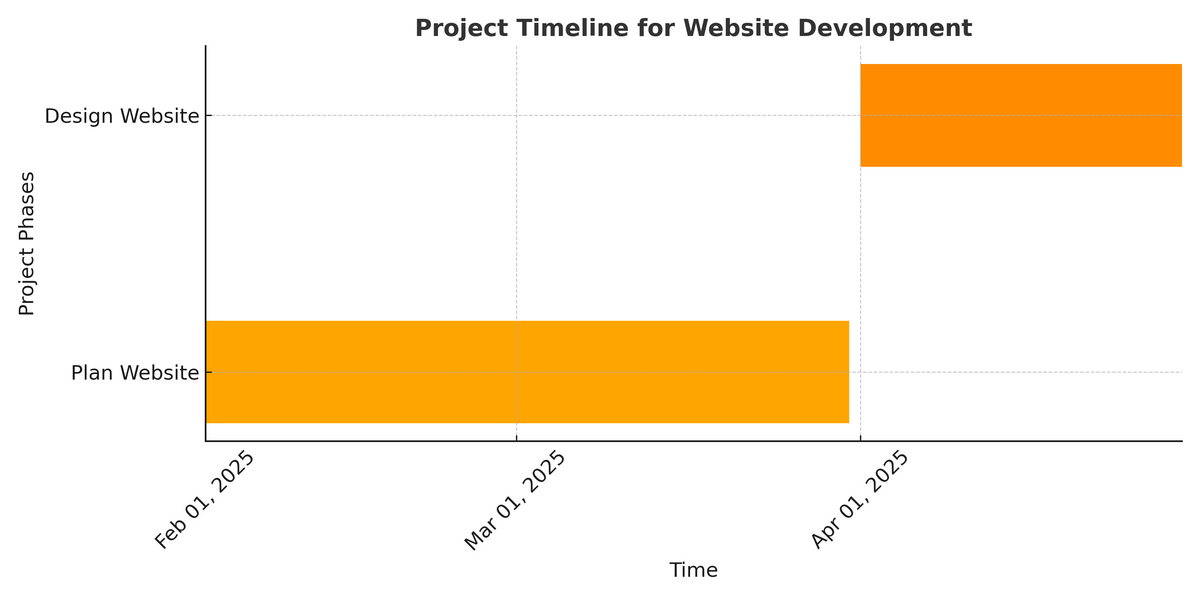 Project Timeline for Website Development
Design Website
Project Phases
Plan Website
Feb 01, 2025
Mar 01, 2025
Apr 01, 2025
Time